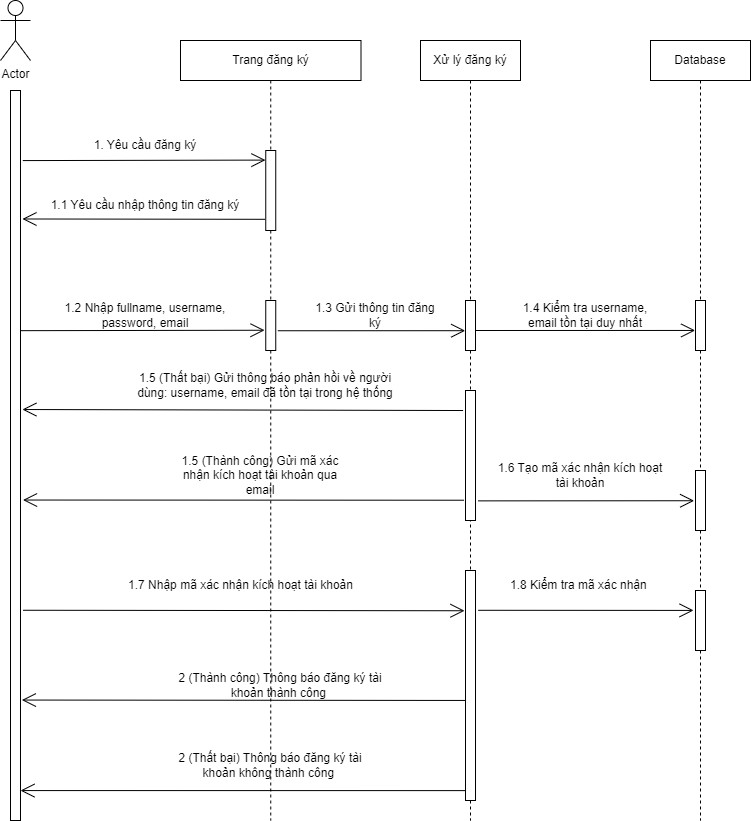 Trang đăng ký
Xử lý đăng ký
Database
Actor
1. Yêu cầu đăng ký
1.1 Yêu cầu nhập thông tin đăng ký
1.2 Nhập fullname, username,
password, email
1.3 Gửi thông tin đăng
ký
1.4 Kiểm tra username,
email tồn tại duy nhất
1.5 (Thất bại) Gửi thông báo phản hồi về người
dùng: username, email đã tồn tại trong hệ thống
1.5 (Thành công) Gửi mã xác
nhận kích hoạt tài khoản qua
email
1.6 Tạo mã xác nhận kích hoạt
tài khoản
1.7 Nhập mã xác nhận kích hoạt tài khoản
1.8 Kiểm tra mã xác nhận
2 (Thành công) Thông báo đăng ký tài
khoản thành công
2 (Thất bại) Thông báo đăng ký tài
khoản không thành công